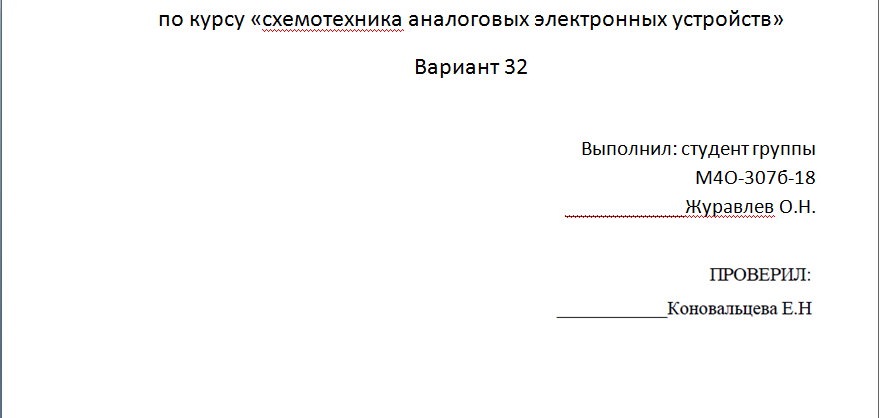 по курсу «схемотехника аналоговых электронных устройств»
Вариант 32
Выполнил: студент группы
М4О-307б-18
____________Журавлев О.Н.
ПРОВЕРИЛ:
____________Коновальцева Е.Н